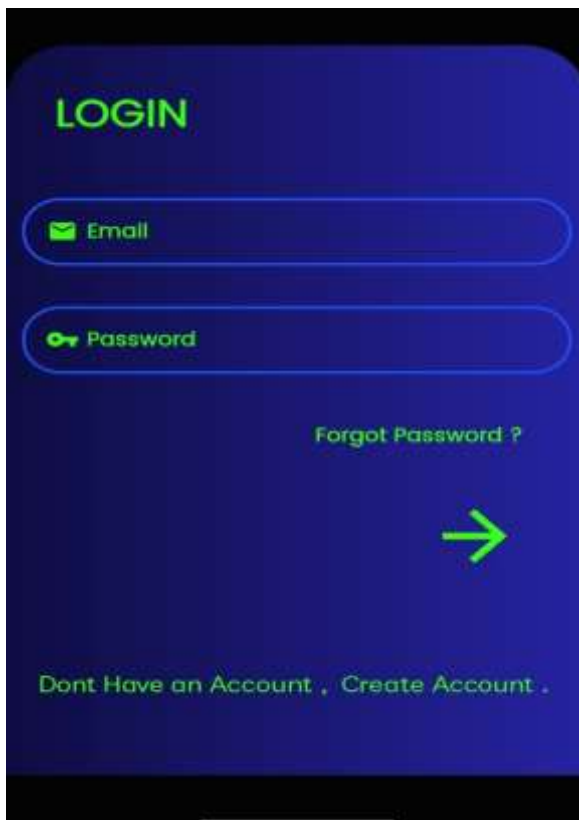 LOGIN
Email
Password
Forgot Password ?
Dont Have an Account , Create Account .